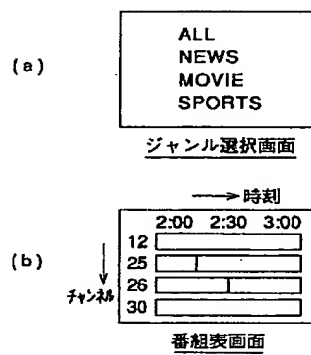 (a)
ALL
NEWS
MOVIE
SPORTS
ジャンル選択画面
(b)
→ 時刻
2:00 2:30 3:00
12
25
26
30
チャンネル
番組表画面